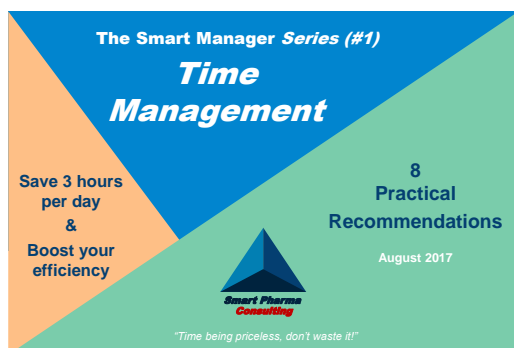 The Smart Manager Series (#1)
Time
Management
Save 3 hours
per day
&
Boost your
efficiency
8
Practical
Recommendations
August 2017
Smart Pharma
Consulting
"Time being priceless, don't waste it!"